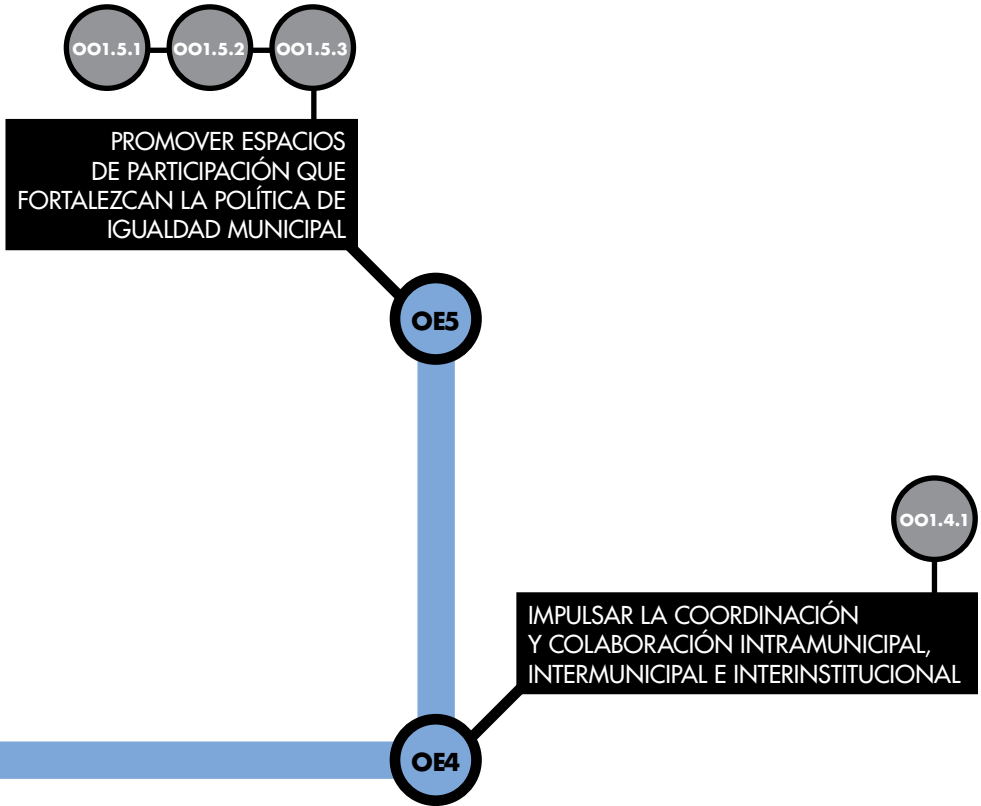 OO1.5.1 OO1.5.2 OO1.5.3
PROMOVER ESPACIOS
DE PARTICIPACIÓN QUE
FORTALEZCAN LA POLÍTICA DE
IGUALDAD MUNICIPAL
OE5
OO1.4.1
IMPULSAR LA COORDINACIÓN
Y COLABORACIÓN INTRAMUNICIPAL,
INTERMUNICIPAL E INTERINSTITUCIONAL
OE4